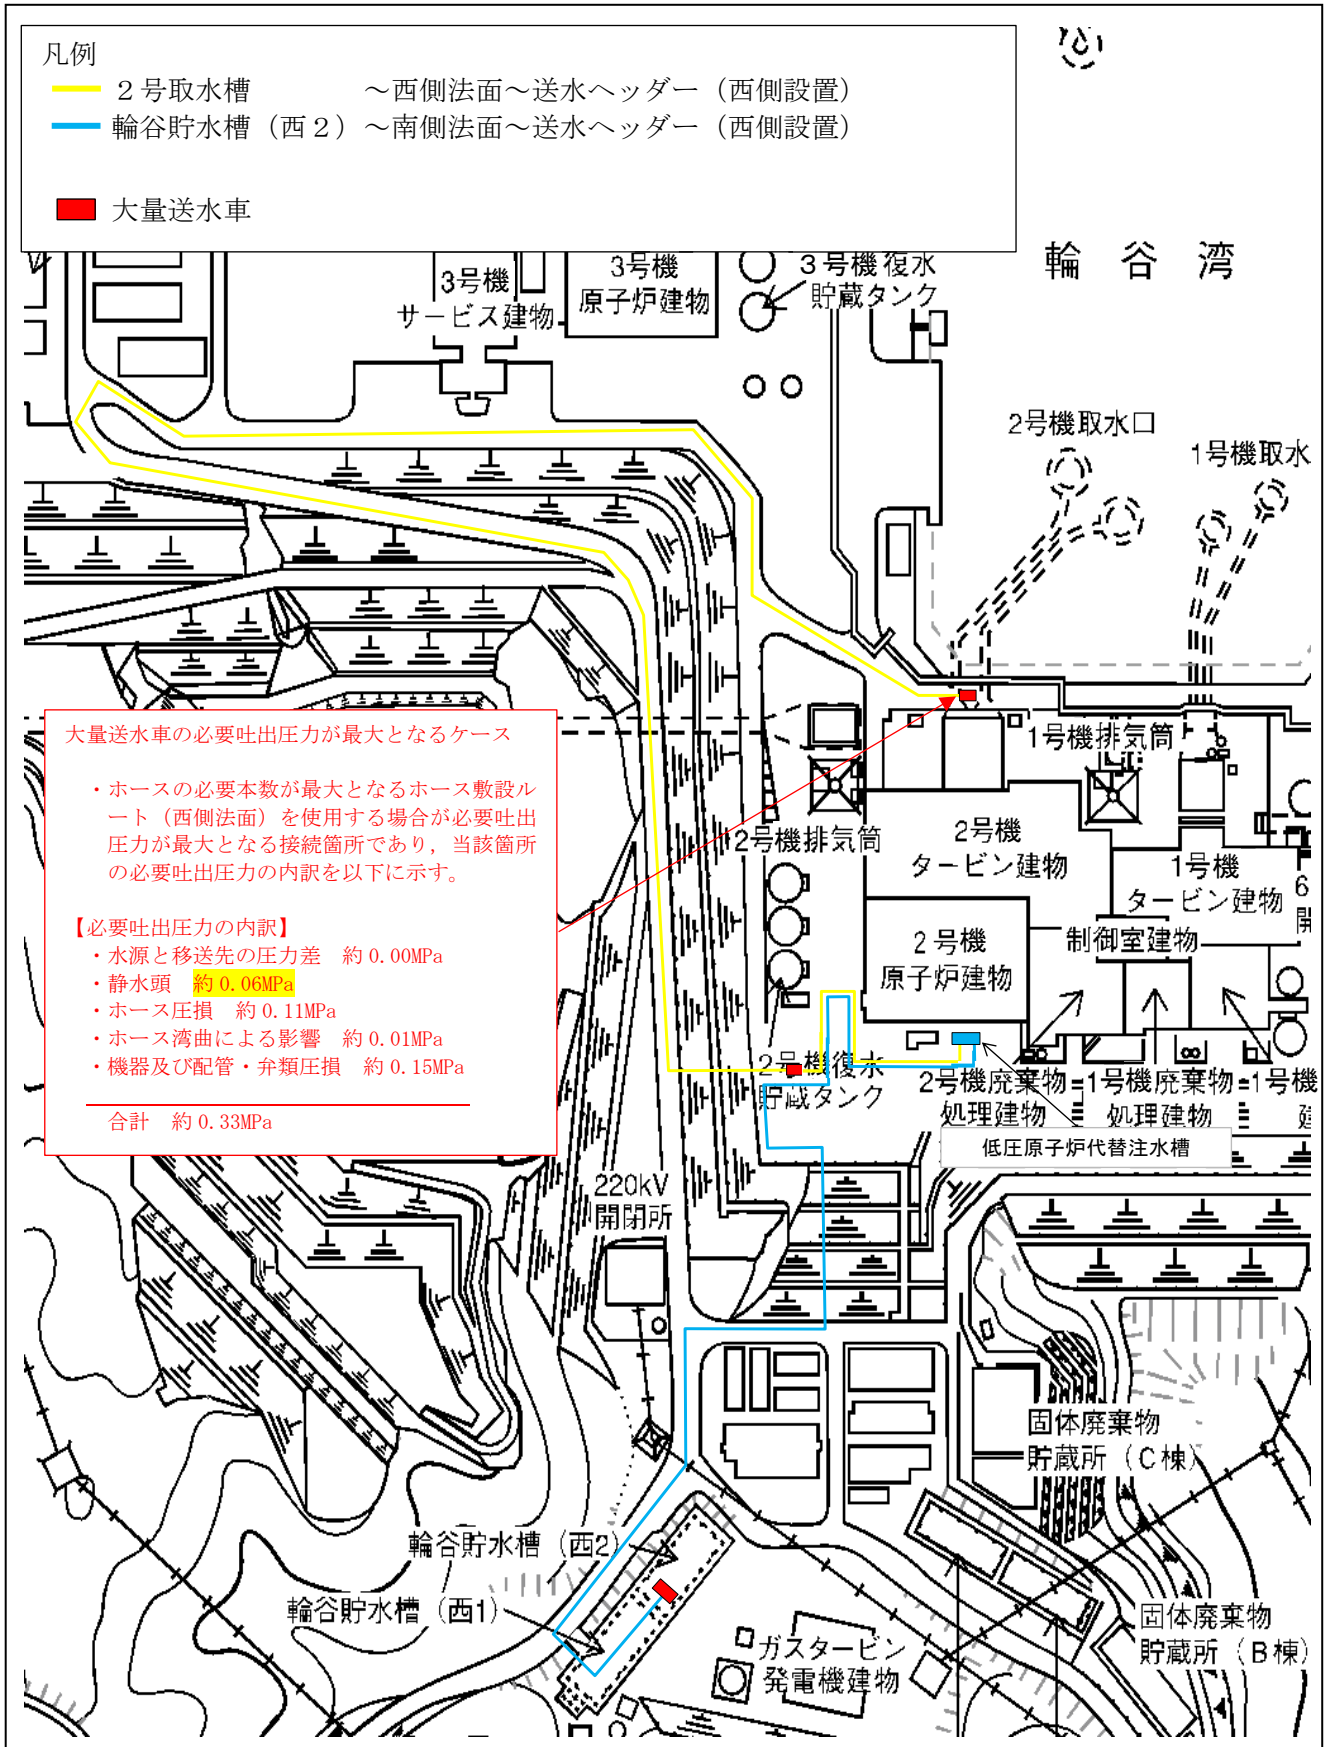 凡例
２号取水槽　　　　　～西側法面～送水ヘッダー（西側設置）
輪谷貯水槽（西２）～南側法面～送水ヘッダー（西側設置）
大量送水車
輪　谷　湾
3号機
サービス建物
3号機
原子炉建物
３号機復水
貯蔵タンク
2号機取水口
1号機取水
大量送水車の必要吐出圧力が最大となるケース
・ホースの必要本数が最大となるホース敷設ル
ート（西側法面）を使用する場合が必要吐出
圧力が最大となる接続箇所であり，当該箇所
の必要吐出圧力の内訳を以下に示す。
【必要吐出圧力の内訳】
・水源と移送先の圧力差　約 0.00MPa
・静水頭　約 0.06MPa
・ホース圧損　約 0.11MPa
・ホース湾曲による影響　約 0.01MPa
・機器及び配管・弁類圧損　約 0.15MPa
合計　約 0.33MPa
1号機排気筒
2号機排気筒
2号機
タービン建物
1号機
タービン建物
6
開
2号機
原子炉建物
制御室建物
2号機復水
貯蔵タンク
2号機廃棄物
処理建物
1号機廃棄物
処理建物
1号機
建
低圧原子炉代替注水槽
220kV
開閉所
固体廃棄物
貯蔵所（C棟）
輪谷貯水槽（西2）
輪谷貯水槽（西1）
ガスタービン
発電機建物
固体廃棄物
貯蔵所（B棟）